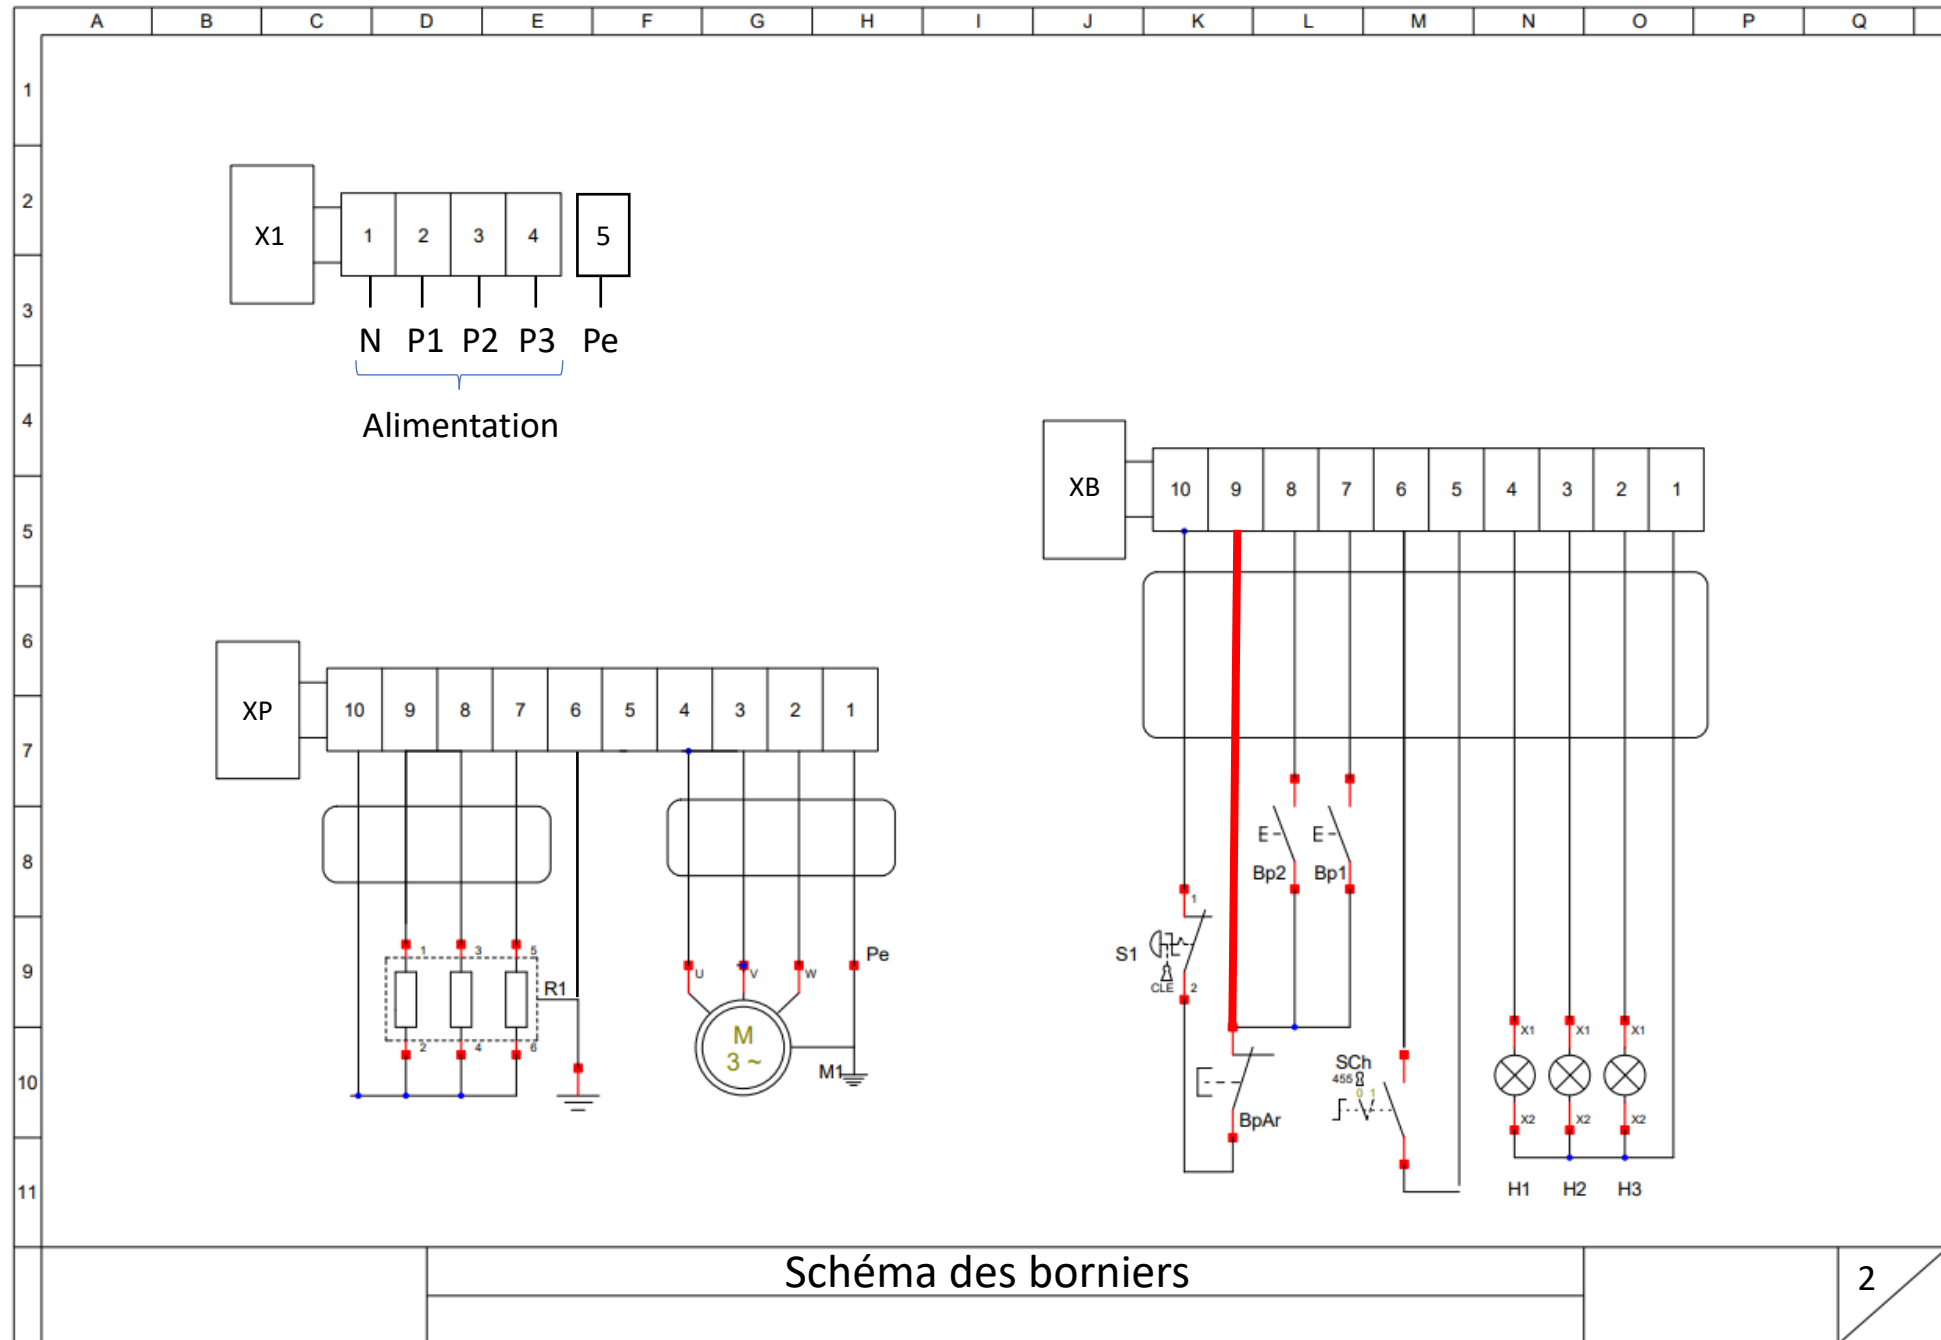 A B C D E F G H I J K L M N O P Q
1
2
3
4
5
6
7
8
9
10
11
X1 1 2 3 4 5
N P1 P2 P3 Pe
Alimentation
XB 10 9 8 7 6 5 4 3 2 1
XP 10 9 8 7 6 5 4 3 2 1
E E
Bp2 Bp1
1
S1
CLE 2
1 3 5
R1
2 4 6
U V W Pe
M
3 ~
M1
BpAr
SCh
455
0 1
X1 X1 X1
X2 X2 X2
H1 H2 H3
Schéma des borniers
2